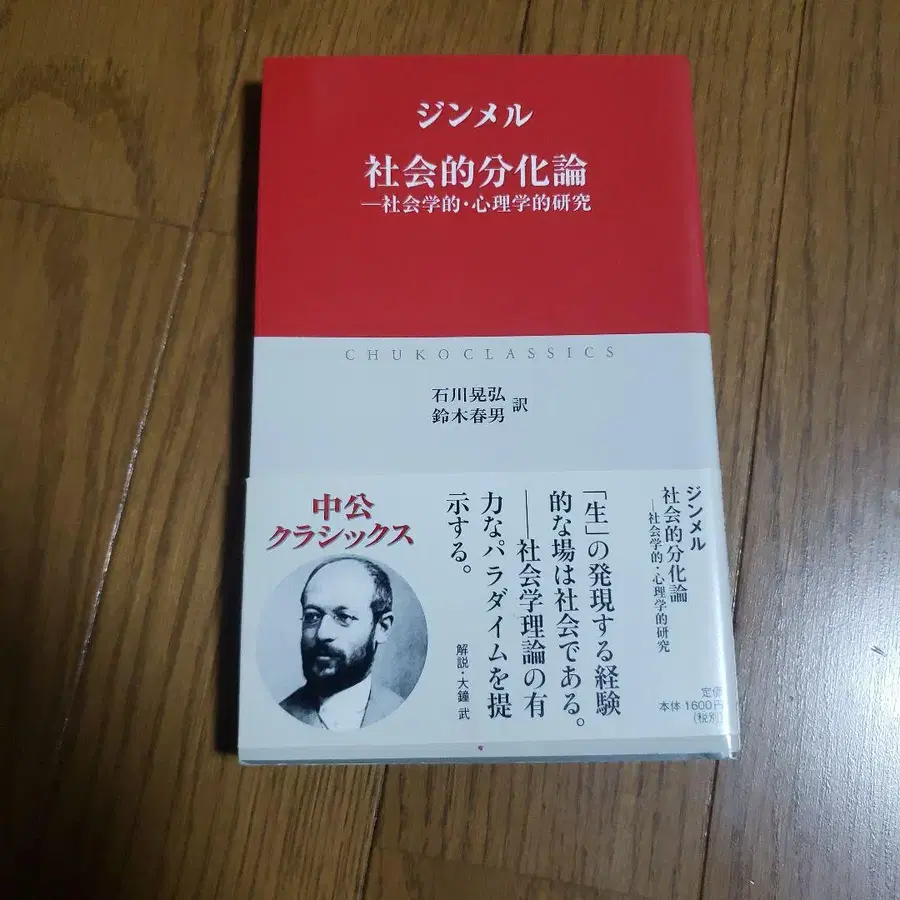 ジンメル
社会的分化論
―社会学的・心理学的研究
CHUKO CLASSICS
石川晃弘
鈴木春男
訳
中公
クラシックス
「生」の発現する経験
的な場は社会である。
――社会学理論の有
力なパラダイムを提
示する。
解説・大鐘 武
ジンメル
社会的分化論
―社会学的・心理学的研究
定価
本体1600円
(税別)